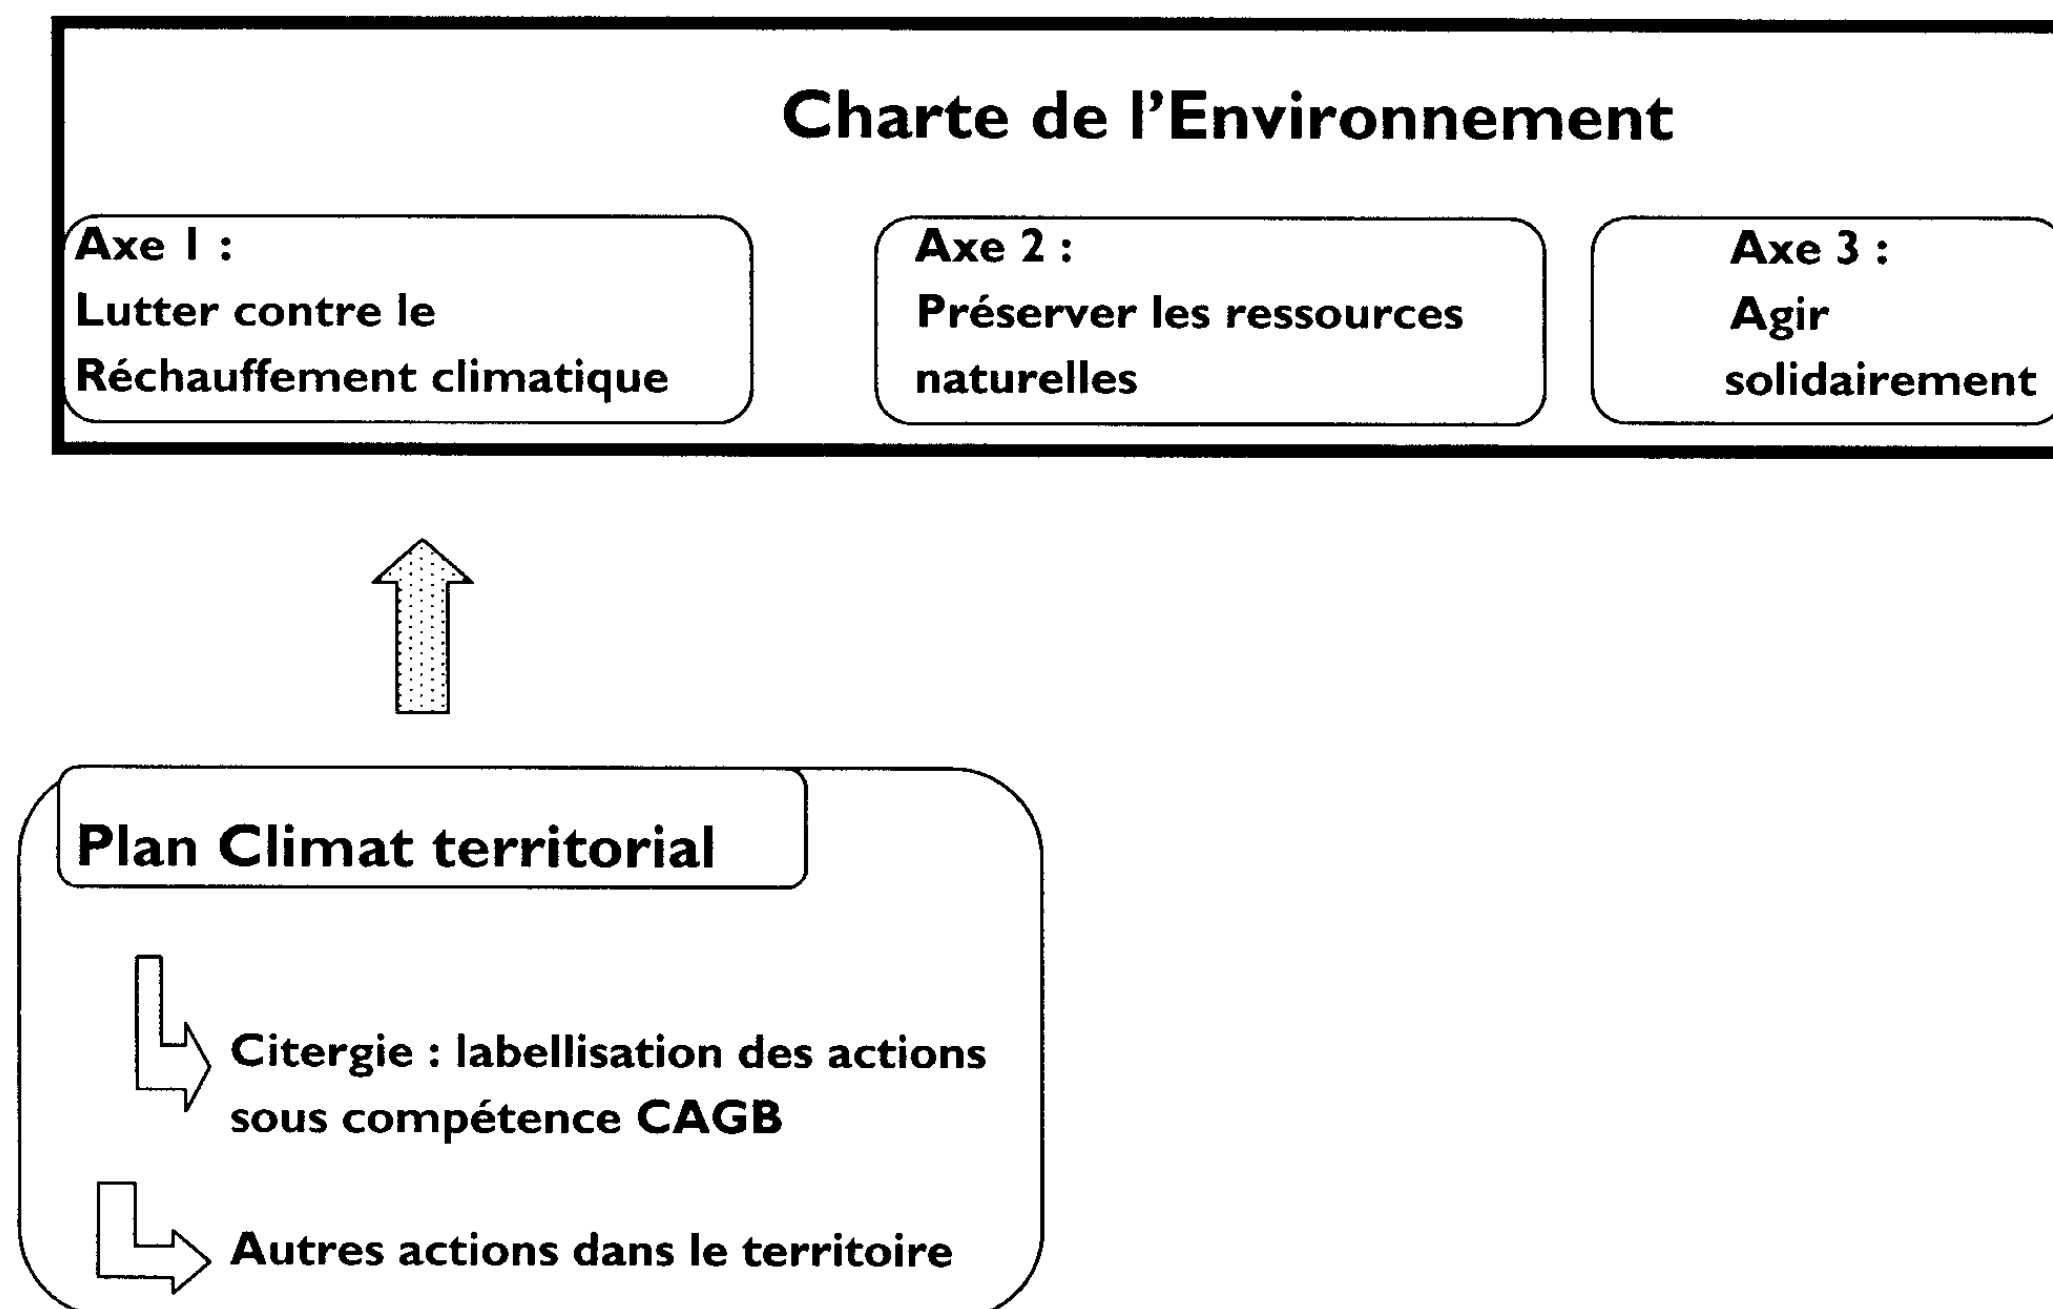 Charte de l'Environnement
Axe 1 :
Lutter contre le
Réchauffement climatique
Axe 2 :
Préserver les ressources
naturelles
Axe 3 :
Agir
solidairement
Plan Climat territorial
Citergie : labellisation des actions
sous compétence CAGB
Autres actions dans le territoire